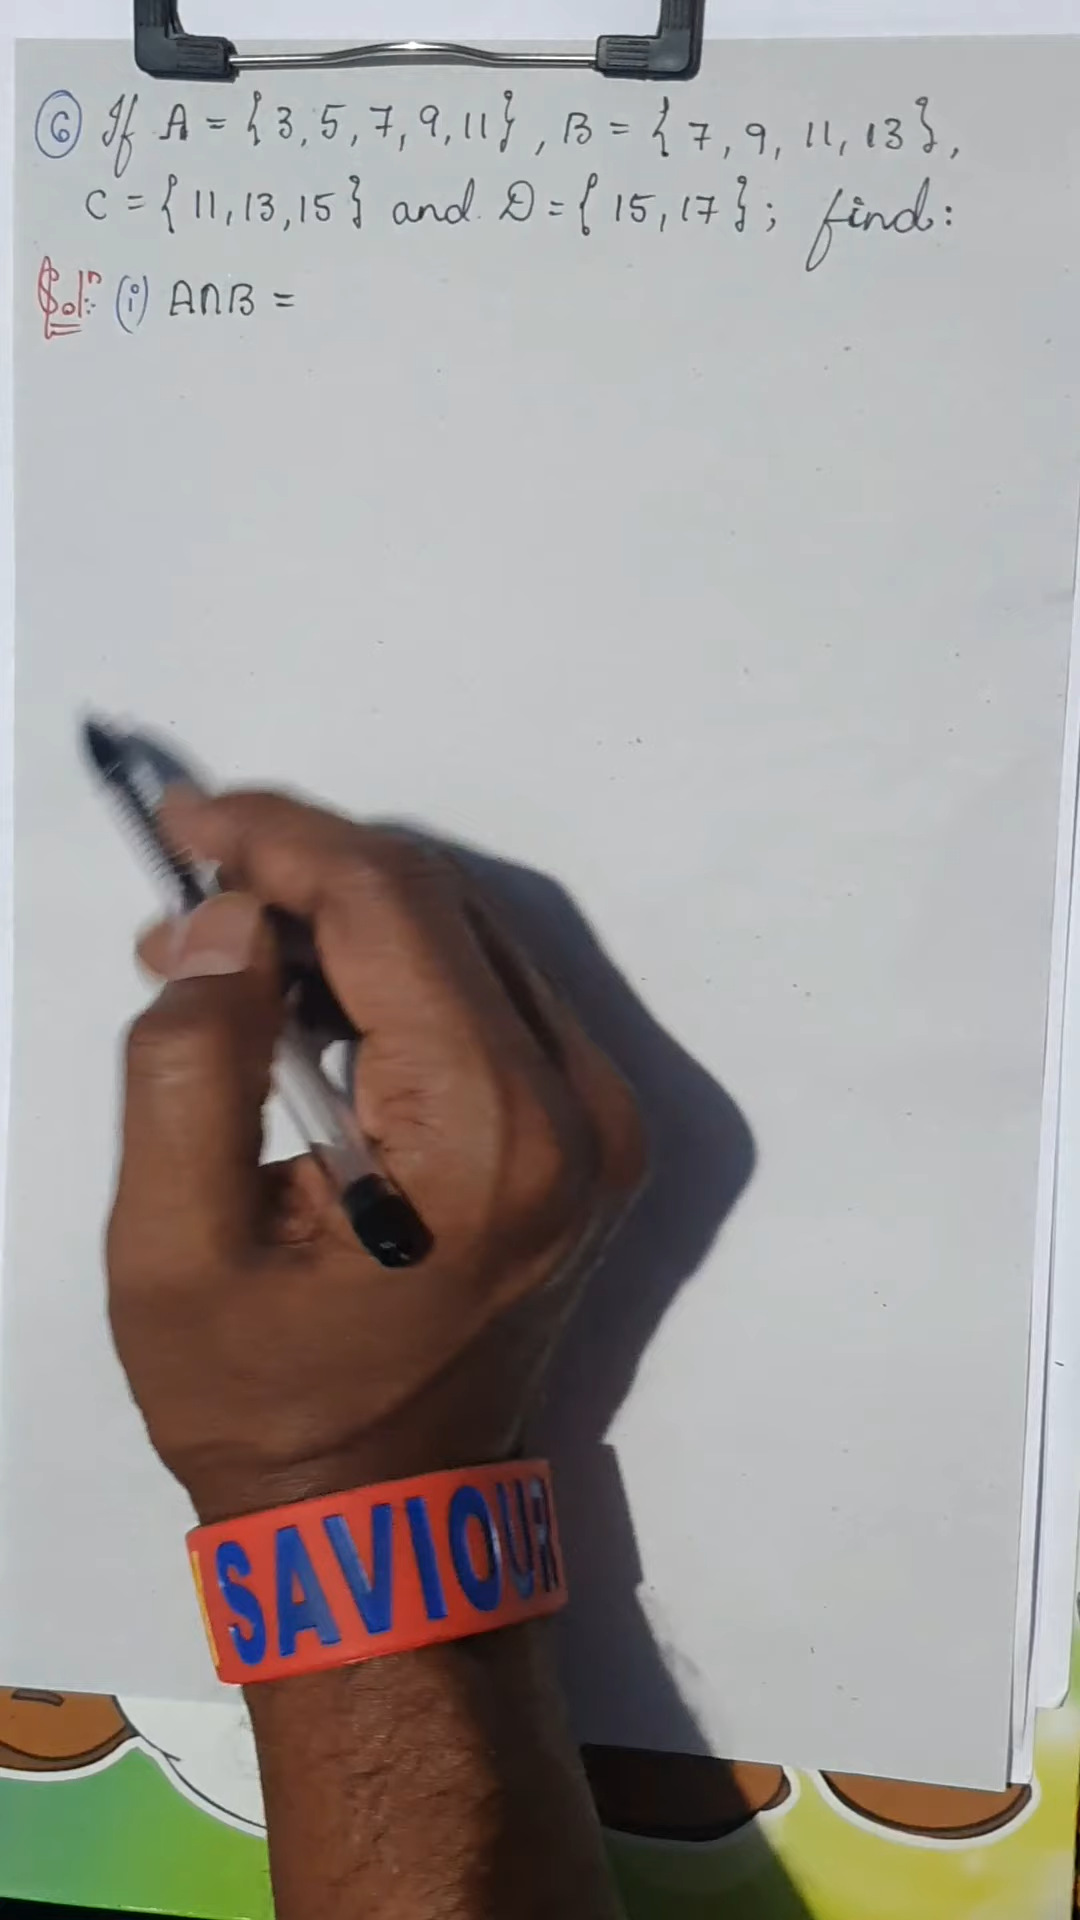 6 If A = {3, 5, 7, 9, 11}, B = {7, 9, 11, 13},
C = {11, 13, 15} and D = {15, 17}; find:
Solⁿ: (i) A∩B =
SAVIOUR